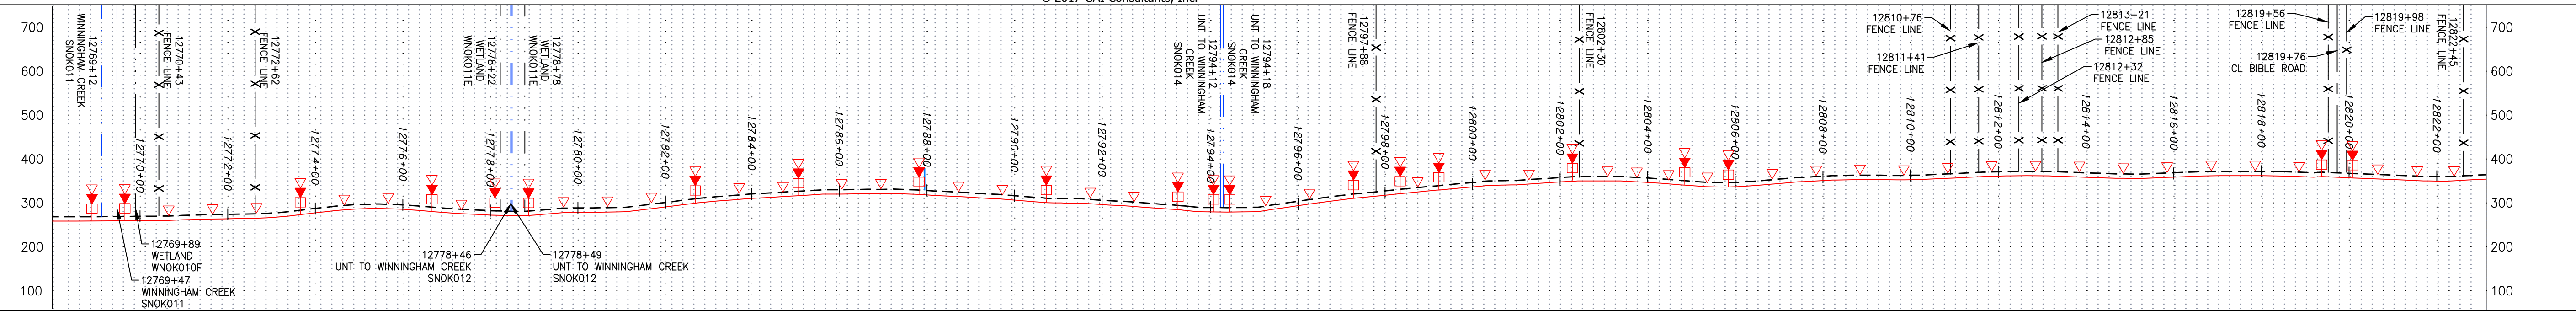 © 2017 GAI Consultants, Inc.
700
600
500
400
300
200
100
12769+12
WINNINGHAM CREEK
SNOK011
12770+43
FENCE LINE
12772+62
FENCE LINE
12778+22
WETLAND
WNOK011E
12778+78
WETLAND
WNOK011E
12794+12
UNT TO WINNINGHAM
CREEK
SNOK014
12794+18
UNT TO WINNINGHAM
CREEK
SNOK014
12797+88
FENCE LINE
12802+30
FENCE LINE
12810+76
FENCE LINE
12811+41
FENCE LINE
12813+21
FENCE LINE
12812+85
FENCE LINE
12812+32
FENCE LINE
12819+56
FENCE LINE
12819+76
CL BIBLE ROAD
12819+98
FENCE LINE
12822+45
FENCE LINE
12770+00
12772+00
12774+00
12776+00
12778+00
12780+00
12782+00
12784+00
12786+00
12788+00
12790+00
12792+00
12794+00
12796+00
12798+00
12800+00
12802+00
12804+00
12806+00
12808+00
12810+00
12812+00
12814+00
12816+00
12818+00
12820+00
12822+00
12769+89
WETLAND
WNOK010F
12769+47
WINNINGHAM CREEK
SNOK011
12778+46
UNT TO WINNINGHAM CREEK
SNOK012
12778+49
UNT TO WINNINGHAM CREEK
SNOK012
700
600
500
400
300
200
100